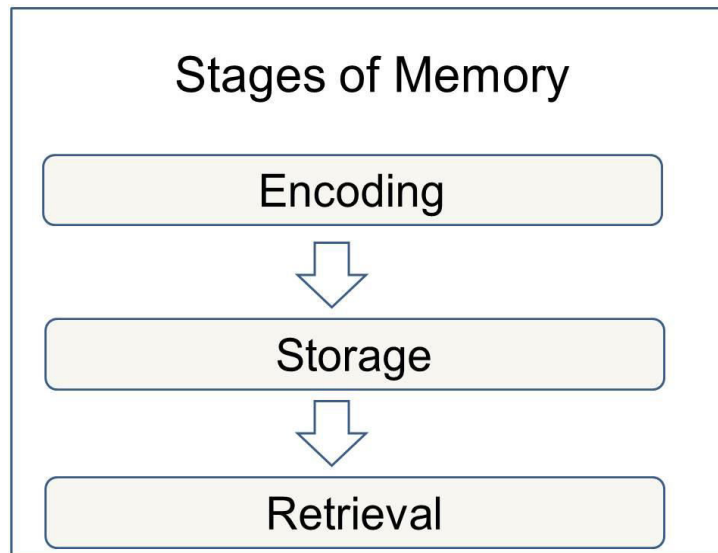 Stages of Memory
Encoding
Storage
Retrieval